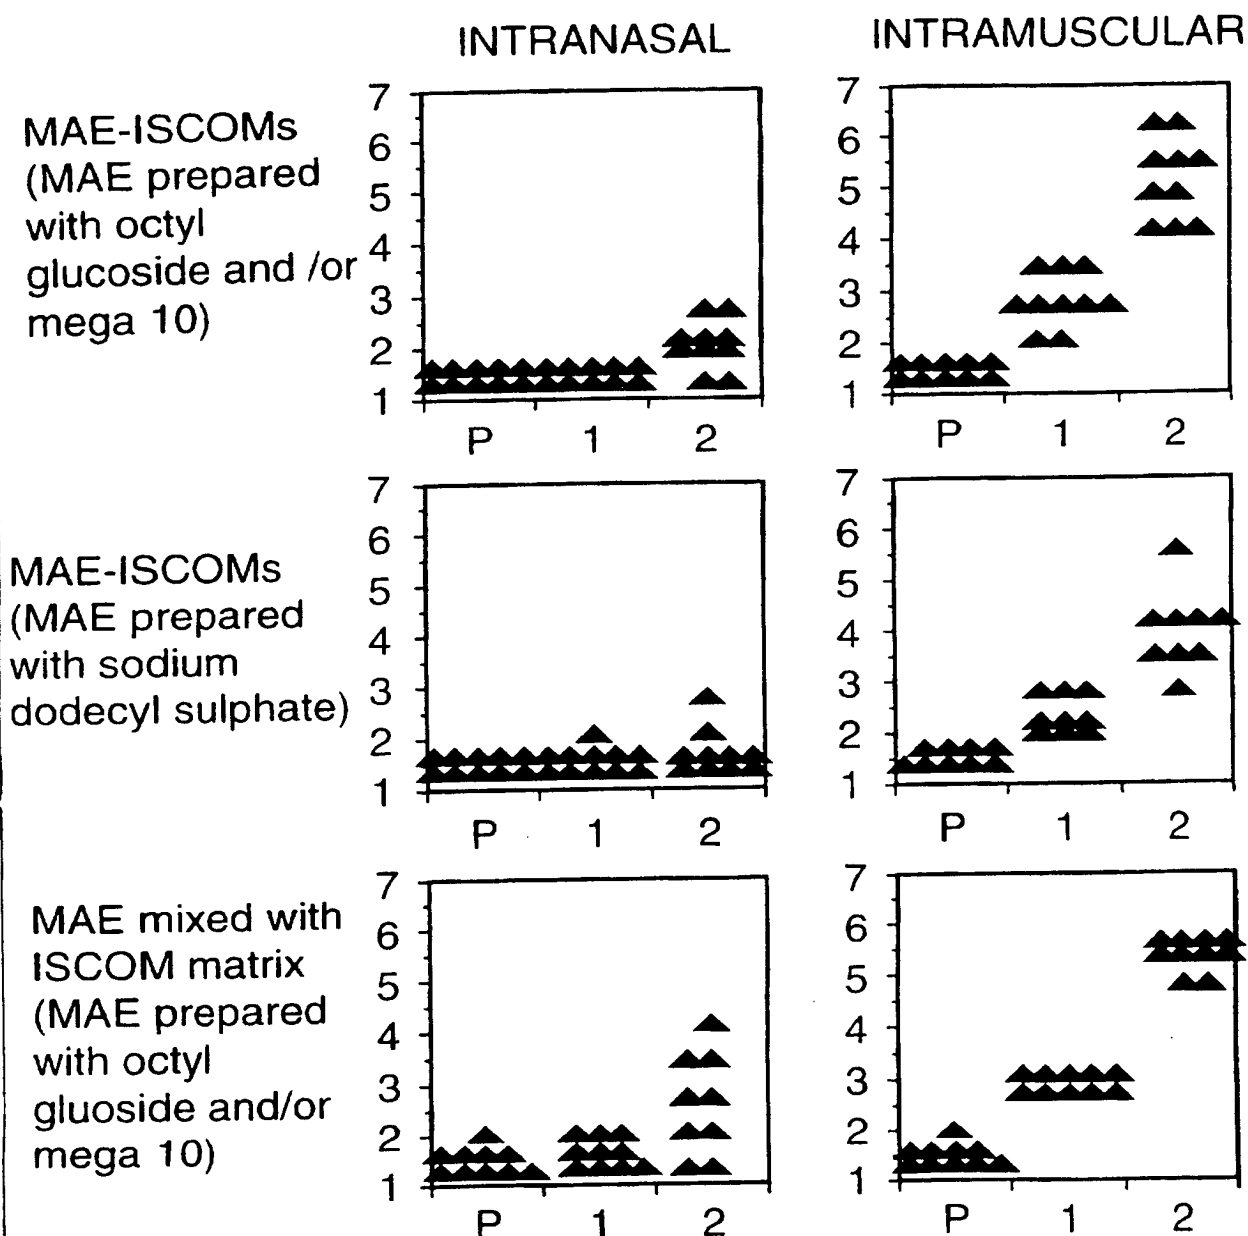 INTRANASAL
INTRAMUSCULAR
MAE-ISCOMs
(MAE prepared
with octyl
glucoside and /or
mega 10)
7
6
5
4
3
2
1
P 1 2
7
6
5
4
3
2
1
P 1 2
MAE-ISCOMs
(MAE prepared
with sodium
dodecyl sulphate)
7
6
5
4
3
2
1
P 1 2
7
6
5
4
3
2
1
P 1 2
MAE mixed with
ISCOM matrix
(MAE prepared
with octyl
gluoside and/or
mega 10)
7
6
5
4
3
2
1
P 1 2
7
6
5
4
3
2
1
P 1 2